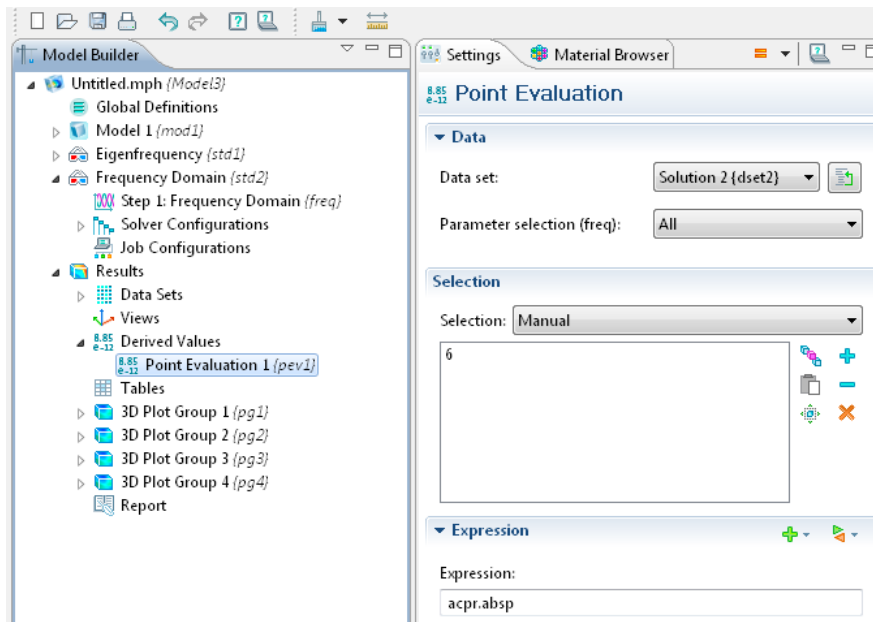 Model Builder
Untitled.mph {Model3}
Global Definitions
Model 1 {mod1}
Eigenfrequency {std1}
Frequency Domain {std2}
Step 1: Frequency Domain {freq}
Solver Configurations
Job Configurations
Results
Data Sets
Views
8.85
e-12
Derived Values
8.85
e-12
Point Evaluation 1 {pev1}
Tables
3D Plot Group 1 {pg1}
3D Plot Group 2 {pg2}
3D Plot Group 3 {pg3}
3D Plot Group 4 {pg4}
Report
Settings
Material Browser
8.85
e-12
Point Evaluation
Data
Data set:
Solution 2 {dset2}
Parameter selection (freq):
All
Selection
Selection:
Manual
6
Expression
Expression:
acpr.absp